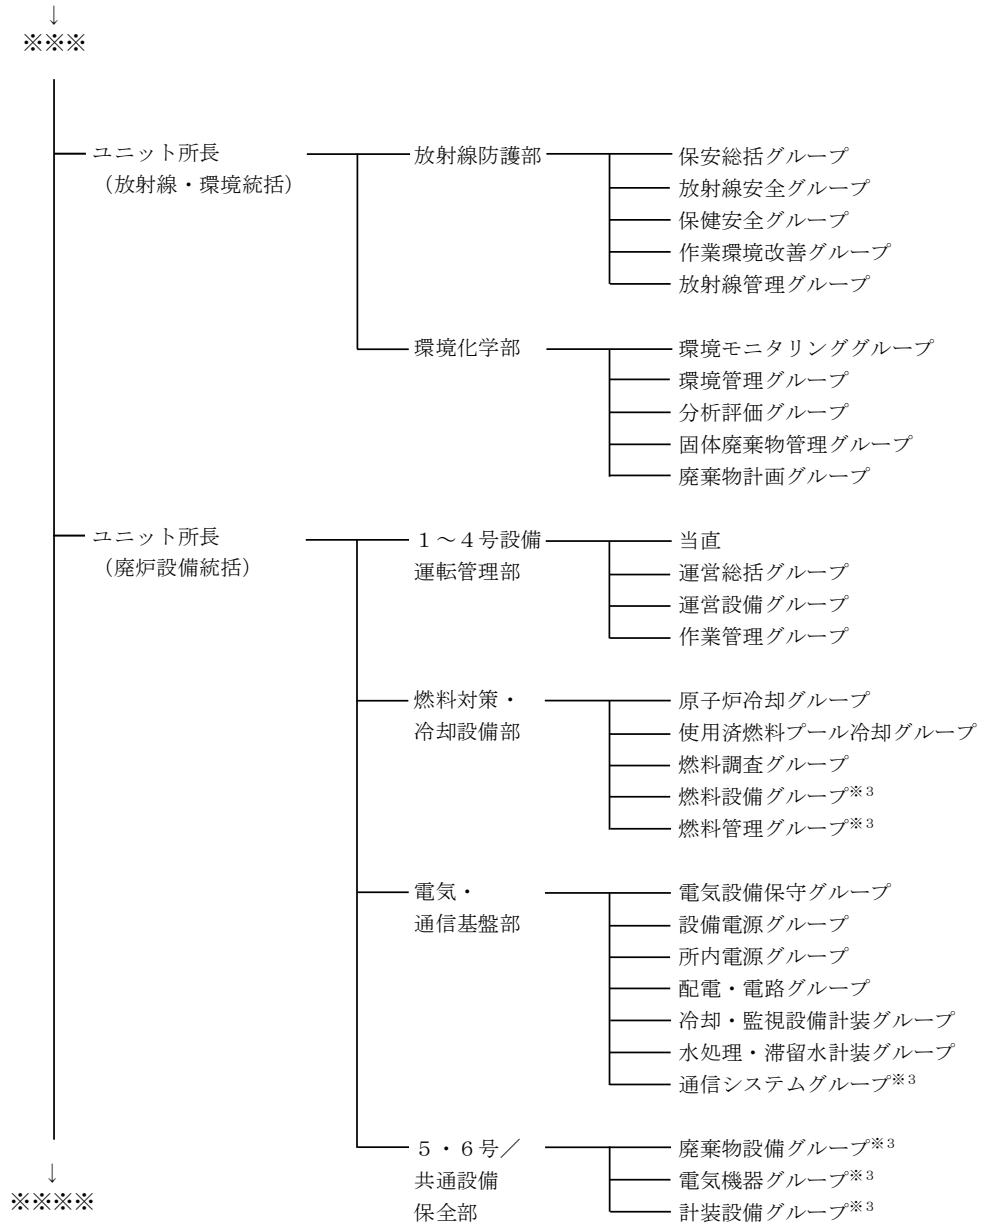 ↓
※※※
ユニット所長
（放射線・環境統括）
放射線防護部
保安総括グループ
放射線安全グループ
保健安全グループ
作業環境改善グループ
放射線管理グループ
環境化学部
環境モニタリンググループ
環境管理グループ
分析評価グループ
固体廃棄物管理グループ
廃棄物計画グループ
ユニット所長
（廃炉設備統括）
１～４号設備
運転管理部
当直
運営総括グループ
運営設備グループ
作業管理グループ
燃料対策・
冷却設備部
原子炉冷却グループ
使用済燃料プール冷却グループ
燃料調査グループ
燃料設備グループ※３
燃料管理グループ※３
電気・
通信基盤部
電気設備保守グループ
設備電源グループ
所内電源グループ
配電・電路グループ
冷却・監視設備計装グループ
水処理・滞留水計装グループ
通信システムグループ※３
５・６号／
共通設備
保全部
廃棄物設備グループ※３
電気機器グループ※３
計装設備グループ※３
↓
※※※※